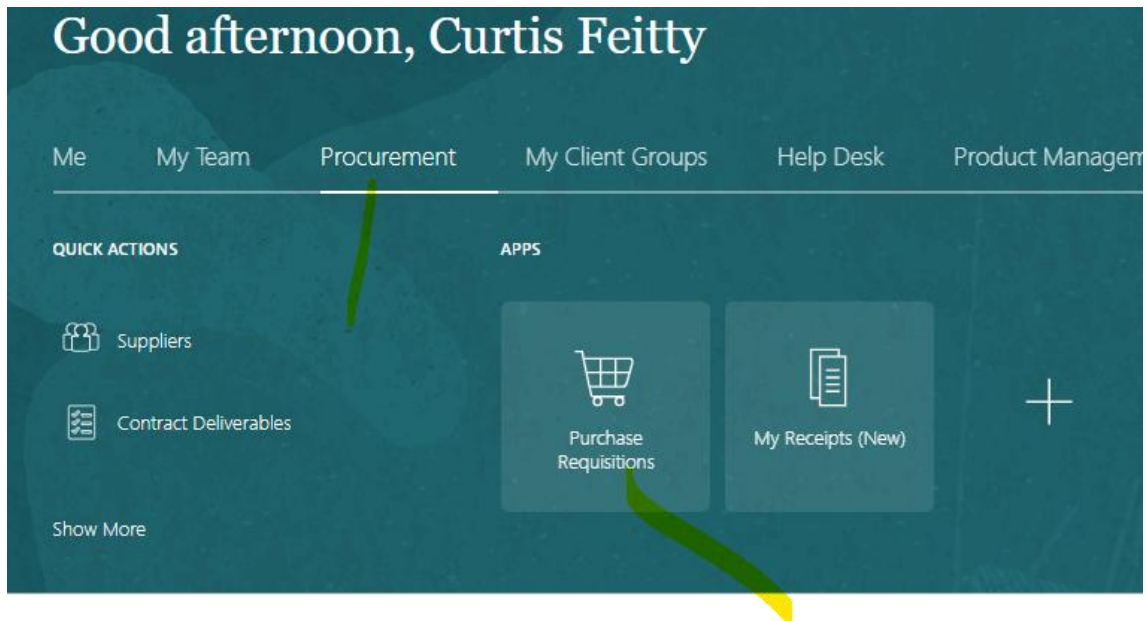 Good afternoon, Curtis Feitty
Me My Team Procurement My Client Groups Help Desk Product Managem
QUICK ACTIONS
APPS
Suppliers
Contract Deliverables
Show More
Purchase
Requisitions
My Receipts (New)